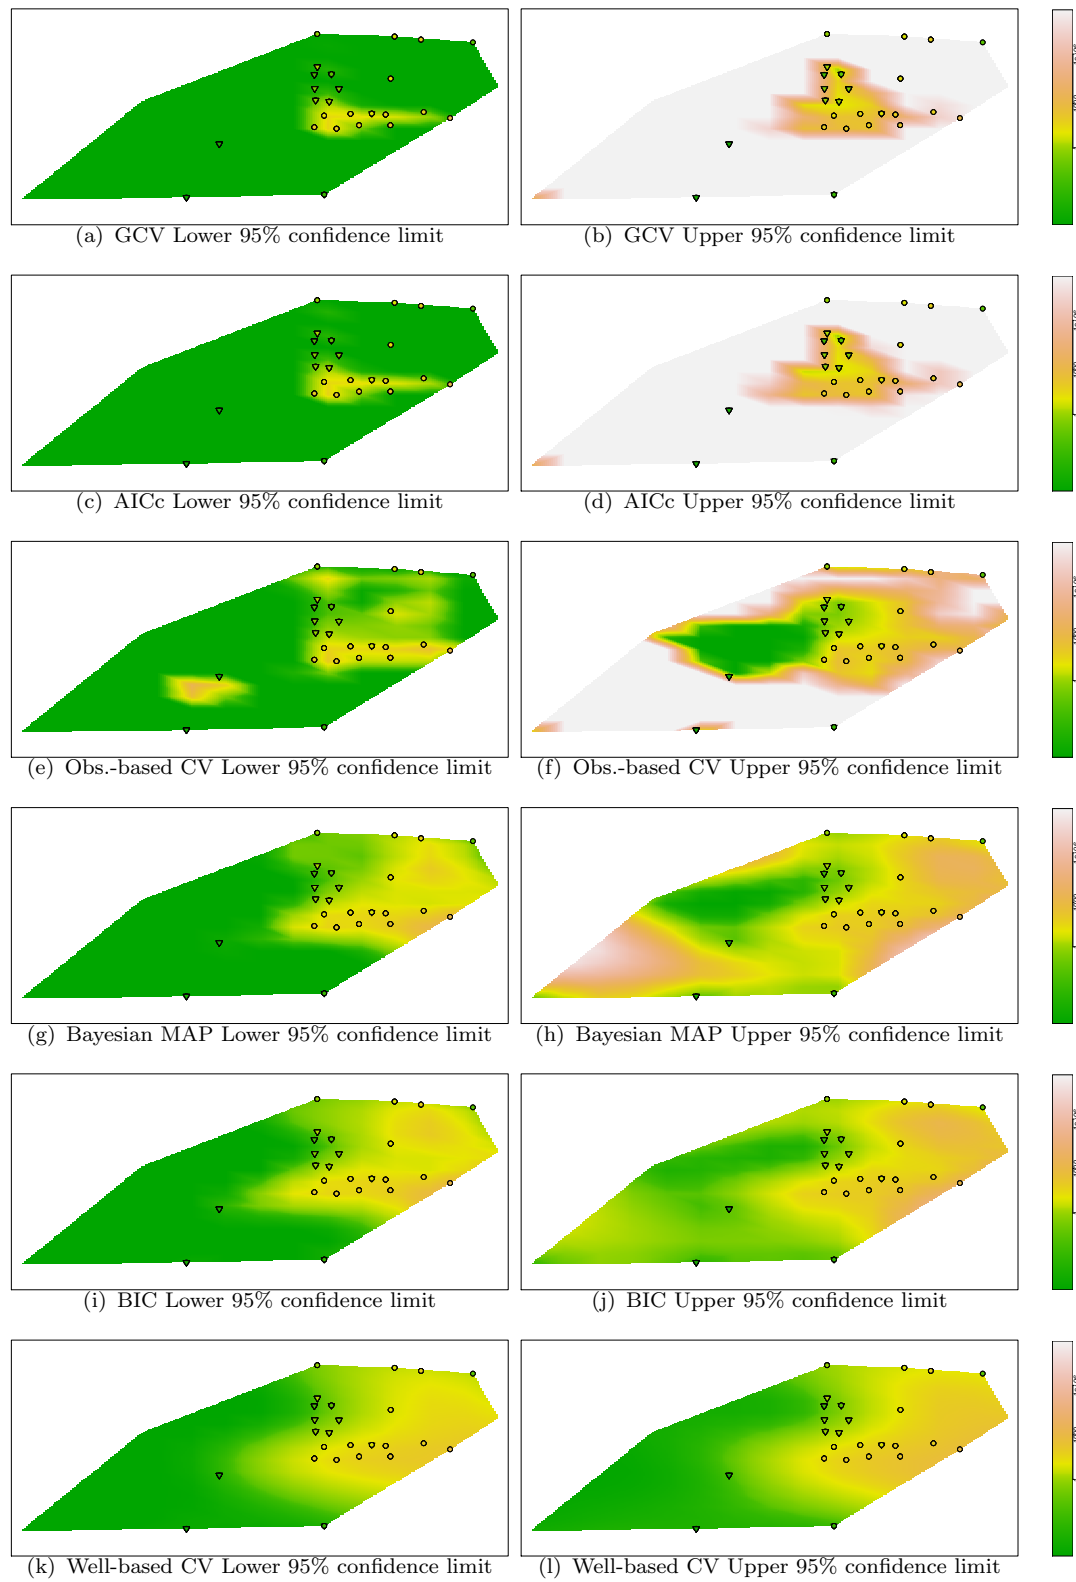 (a) GCV Lower 95% confidence limit
(b) GCV Upper 95% confidence limit
(c) AICc Lower 95% confidence limit
(d) AICc Upper 95% confidence limit
(e) Obs.-based CV Lower 95% confidence limit
(f) Obs.-based CV Upper 95% confidence limit
(g) Bayesian MAP Lower 95% confidence limit
(h) Bayesian MAP Upper 95% confidence limit
(i) BIC Lower 95% confidence limit
(j) BIC Upper 95% confidence limit
(k) Well-based CV Lower 95% confidence limit
(l) Well-based CV Upper 95% confidence limit